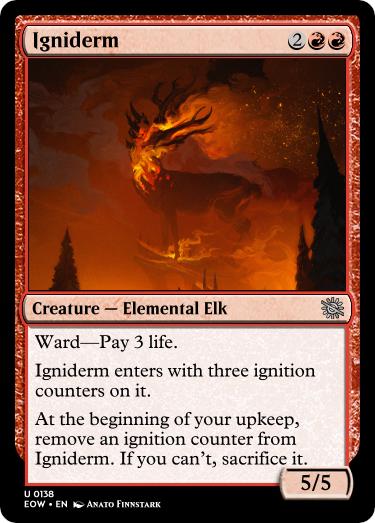 Igniderm 2
Creature — Elemental Elk
Ward—Pay 3 life.
Igniderm enters with three ignition
counters on it.
At the beginning of your upkeep,
remove an ignition counter from
Igniderm. If you can't, sacrifice it.
5/5
U 0138
EOW • EN Anato Finnstark